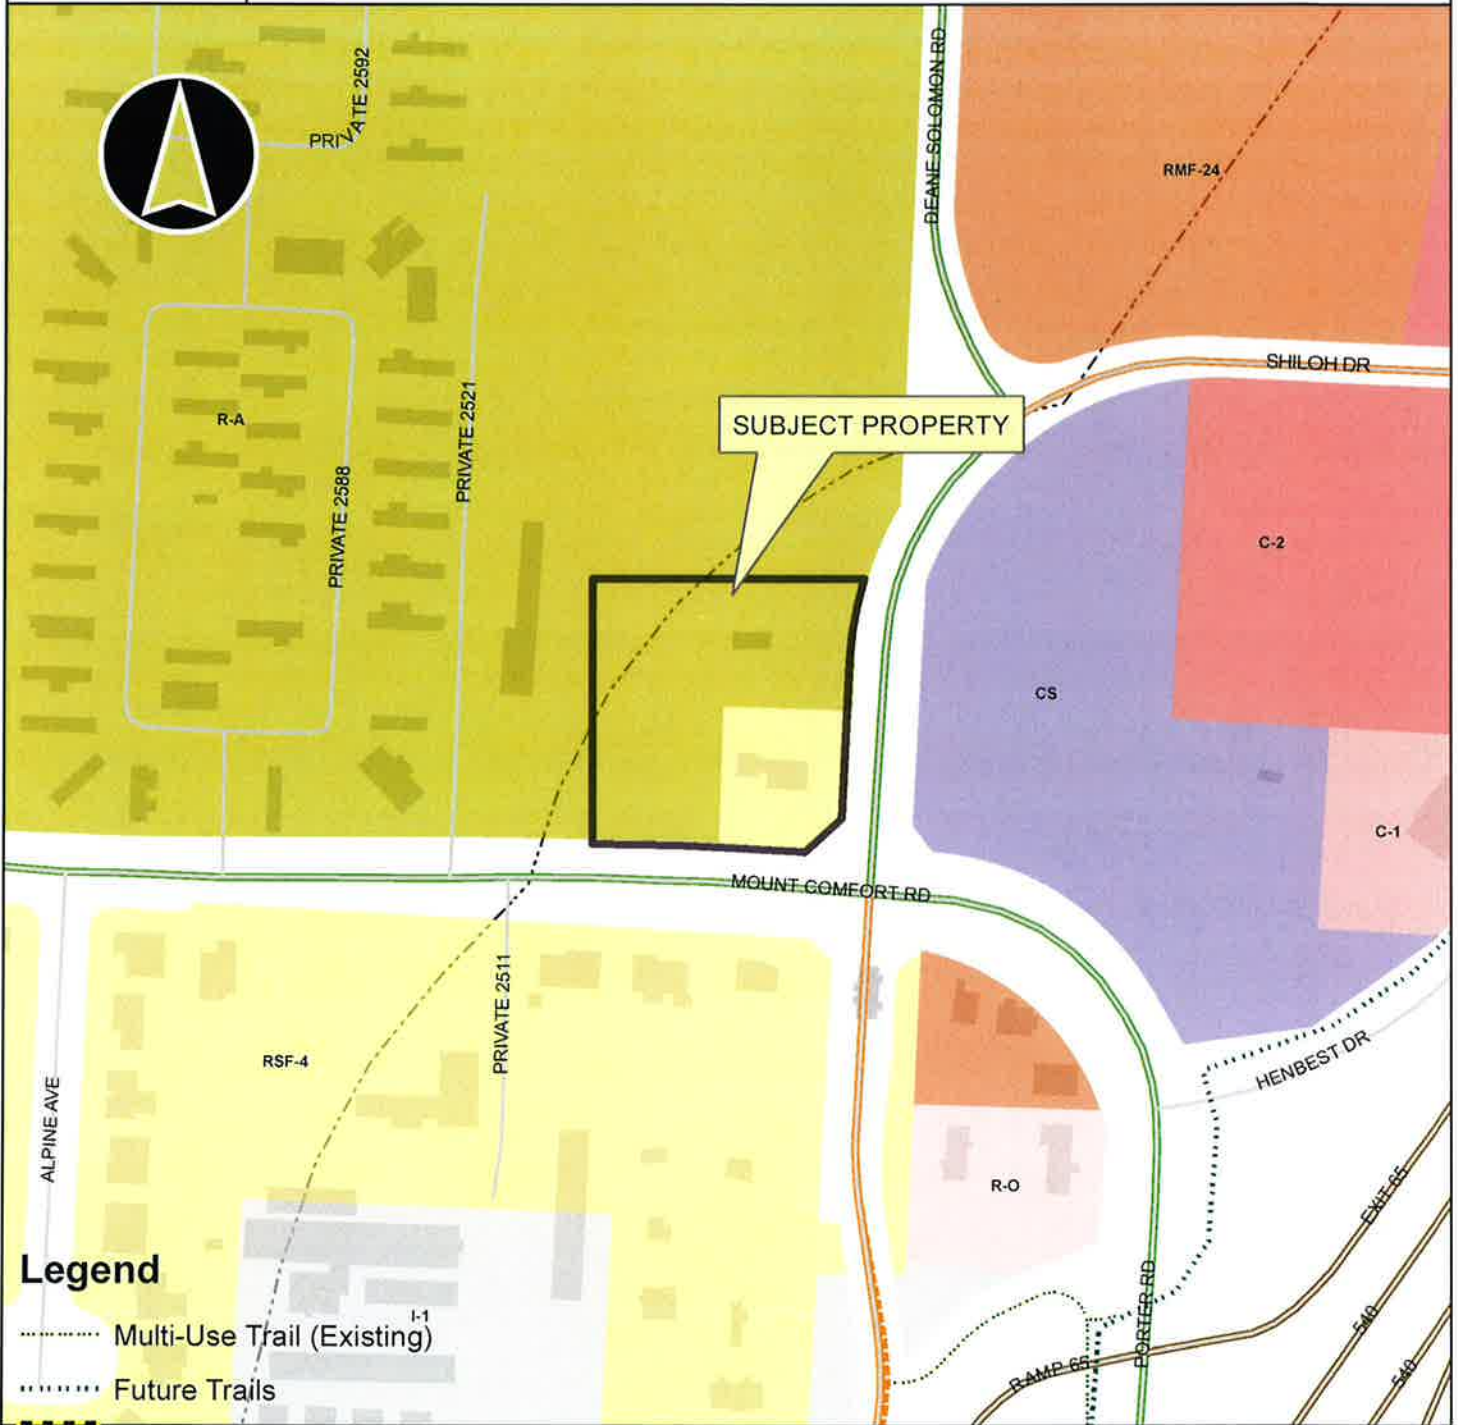 PRIVATE 2592
DEANE SOLOMON RD
RMF-24
SHILOH DR
R-A
PRIVATE 2521
SUBJECT PROPERTY
PRIVATE 2588
C-2
CS
C-1
MOUNT COMFORT RD
PRIVATE 2511
RSF-4
HENBEST DR
ALPINE AVE
R-O
EXIT 65
Legend
I-1
Multi-Use Trail (Existing)
PORTER RD
540
RAMP 65
540
Future Trails